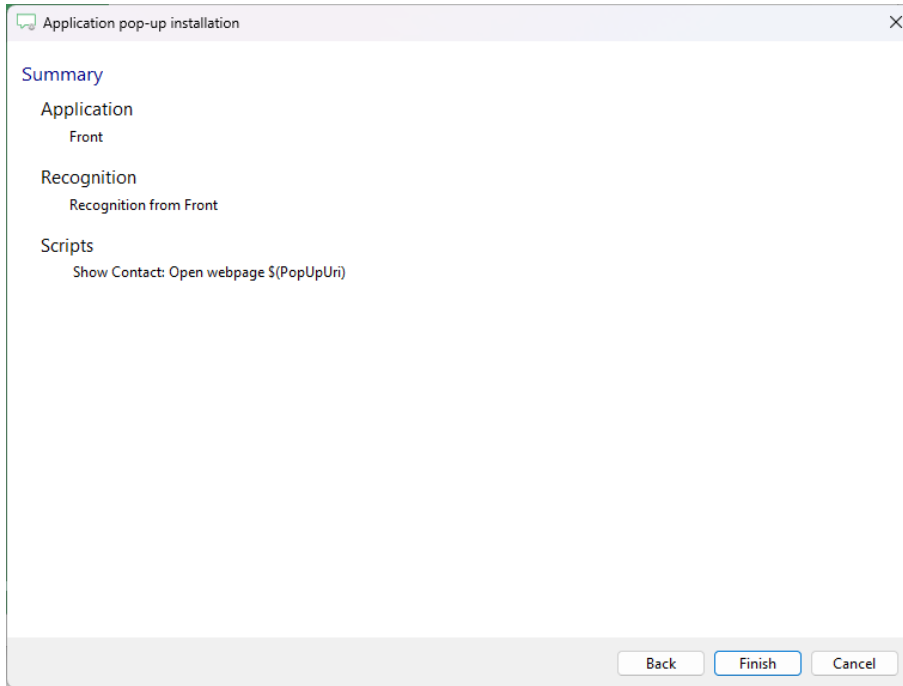 Application pop-up installation
Summary
Application
Front
Recognition
Recognition from Front
Scripts
Show Contact: Open webpage $(PopUpUri)
Back Finish Cancel